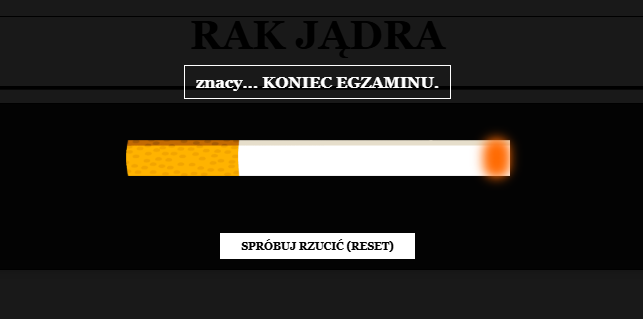 RAK JĄDRA
znacy... KONIEC EGZAMINU.
SPRÓBUJ RZUCIĆ (RESET)